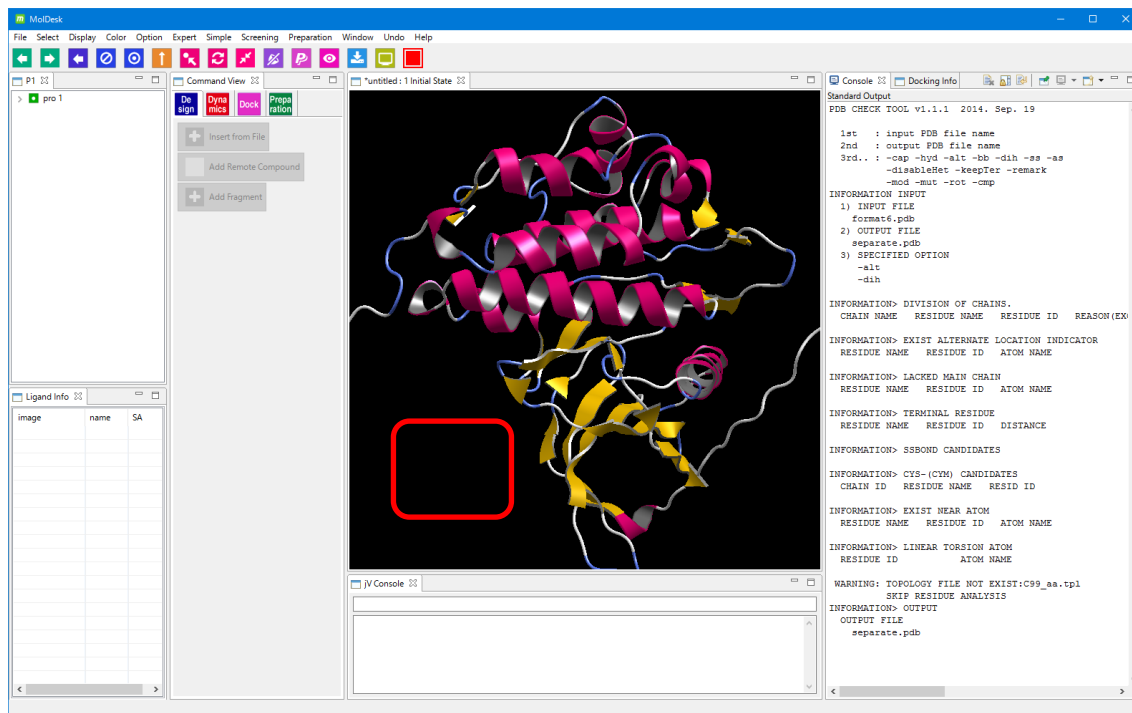 MolDesk
File Select Display Color Option Expert Simple Screening Preparation Window Undo Help
P1
pro 1
Ligand Info
image name SA
Command View
De sign Dyna mics Dock Prepa ration
Insert from File
Add Remote Compound
Add Fragment
*untitled : 1 Initial State
jV Console
Console Docking Info
Standard Output
PDB CHECK TOOL v1.1.1 2014. Sep. 19
1st : input PDB file name
2nd : output PDB file name
3rd.. : -cap -hyd -alt -bb -dih -ss -as
-disableHet -keepTer -remark
-mod -mut -rot -cmp
INFORMATION INPUT
1) INPUT FILE
format6.pdb
2) OUTPUT FILE
separate.pdb
3) SPECIFIED OPTION
-alt
-dih
INFORMATION> DIVISION OF CHAINS.
CHAIN NAME RESIDUE NAME RESIDUE ID REASON(EX
INFORMATION> EXIST ALTERNATE LOCATION INDICATOR
RESIDUE NAME RESIDUE ID ATOM NAME
INFORMATION> LACKED MAIN CHAIN
RESIDUE NAME RESIDUE ID ATOM NAME
INFORMATION> TERMINAL RESIDUE
RESIDUE NAME RESIDUE ID DISTANCE
INFORMATION> SSBOND CANDIDATES
INFORMATION> CYS-(CYM) CANDIDATES
CHAIN ID RESIDUE NAME RESID ID
INFORMATION> EXIST NEAR ATOM
RESIDUE NAME RESIDUE ID ATOM NAME
INFORMATION> LINEAR TORSION ATOM
RESIDUE ID ATOM NAME
WARNING: TOPOLOGY FILE NOT EXIST:C99_aa.tpl
SKIP RESIDUE ANALYSIS
INFORMATION> OUTPUT
OUTPUT FILE
separate.pdb